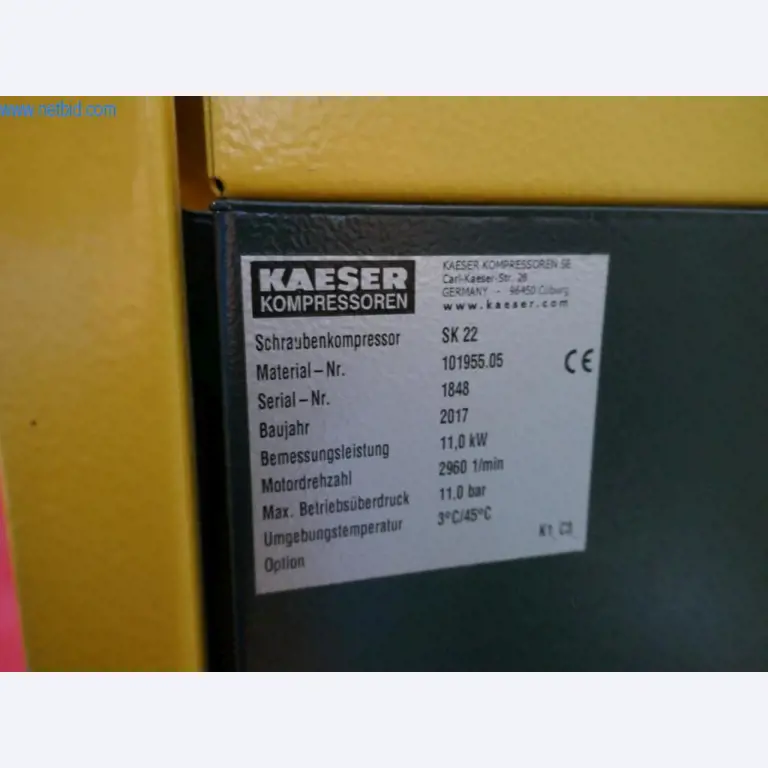 www.netbid.com
KAESER
KOMPRESSOREN
KAESER KOMPRESSOREN SE
Carl-Kaeser-Str. 26
GERMANY - 96450 Coburg
www.kaeser.com
Schraubenkompressor SK 22
Material-Nr. 101955.05
Serial-Nr. 1848
Baujahr 2017
Bemessungsleistung 11,0 kW
Motordrehzahl 2960 1/min
Max. Betriebsüberdruck 11.0 bar
Umgebungstemperatur 3°C/45°C
Option K1, C3
CE